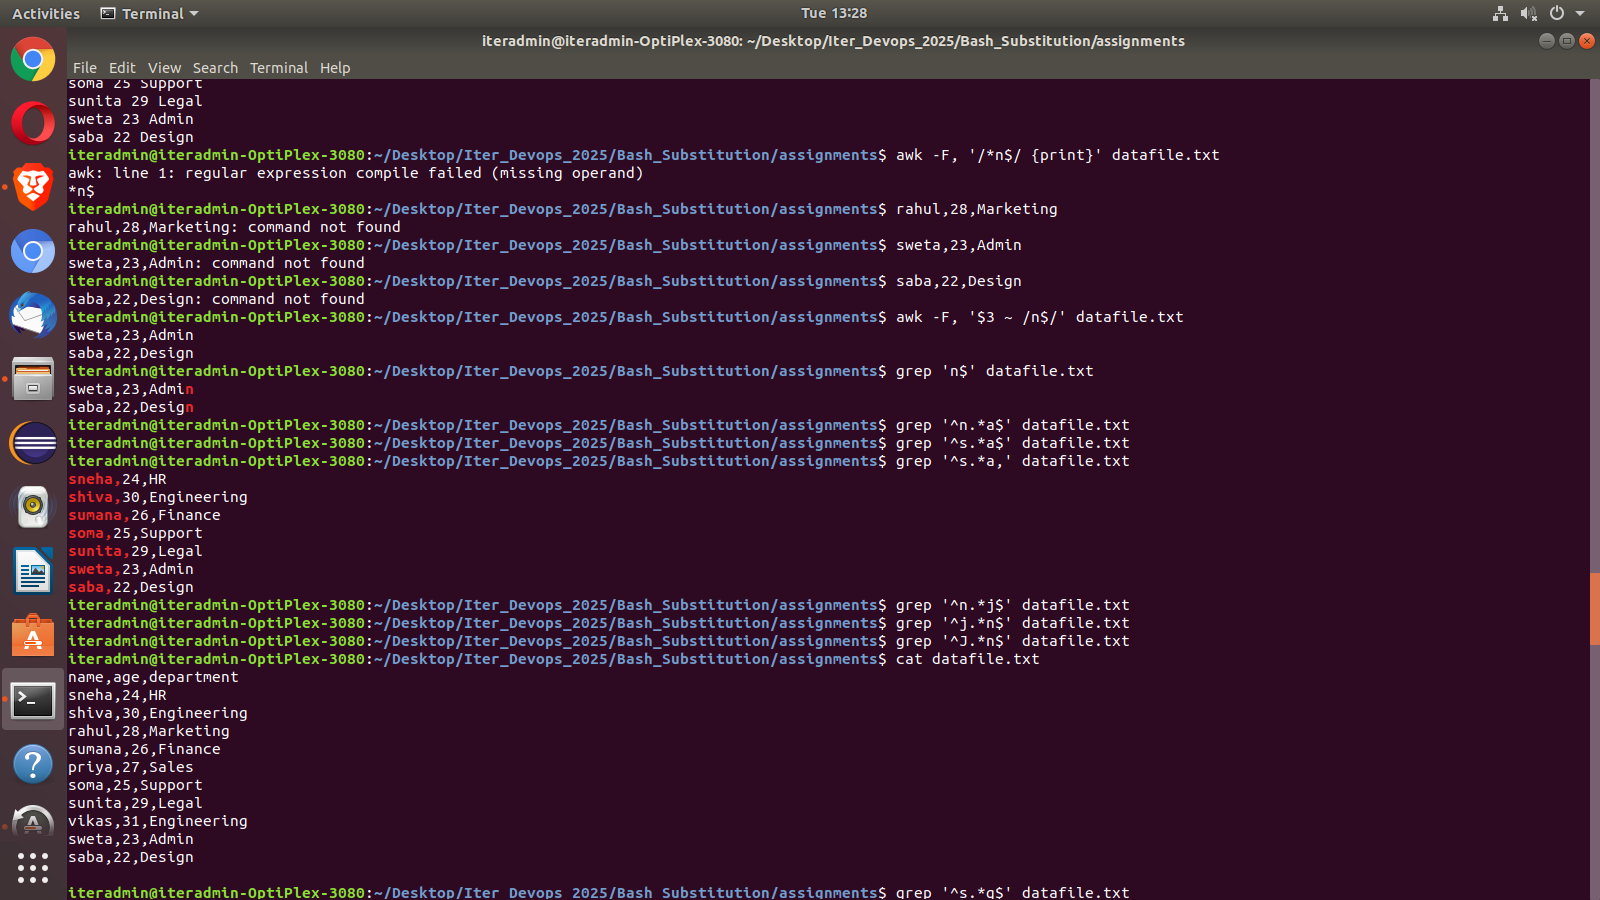 Activities Terminal Tue 13:28
iteradmin@iteradmin-OptiPlex-3080: ~/Desktop/Iter_Devops_2025/Bash_Substitution/assignments
File Edit View Search Terminal Help
soma 25 Support
sunita 29 Legal
sweta 23 Admin
saba 22 Design
iteradmin@iteradmin-OptiPlex-3080:~/Desktop/Iter_Devops_2025/Bash_Substitution/assignments$ awk -F, '/*n$/ {print}' datafile.txt
awk: line 1: regular expression compile failed (missing operand)
*n$
iteradmin@iteradmin-OptiPlex-3080:~/Desktop/Iter_Devops_2025/Bash_Substitution/assignments$ rahul,28,Marketing
rahul,28,Marketing: command not found
iteradmin@iteradmin-OptiPlex-3080:~/Desktop/Iter_Devops_2025/Bash_Substitution/assignments$ sweta,23,Admin
sweta,23,Admin: command not found
iteradmin@iteradmin-OptiPlex-3080:~/Desktop/Iter_Devops_2025/Bash_Substitution/assignments$ saba,22,Design
saba,22,Design: command not found
iteradmin@iteradmin-OptiPlex-3080:~/Desktop/Iter_Devops_2025/Bash_Substitution/assignments$ awk -F, '$3 ~ /n$/' datafile.txt
sweta,23,Admin
saba,22,Design
iteradmin@iteradmin-OptiPlex-3080:~/Desktop/Iter_Devops_2025/Bash_Substitution/assignments$ grep 'n$' datafile.txt
sweta,23,Admin
saba,22,Design
iteradmin@iteradmin-OptiPlex-3080:~/Desktop/Iter_Devops_2025/Bash_Substitution/assignments$ grep '^n.*a$' datafile.txt
iteradmin@iteradmin-OptiPlex-3080:~/Desktop/Iter_Devops_2025/Bash_Substitution/assignments$ grep '^s.*a$' datafile.txt
iteradmin@iteradmin-OptiPlex-3080:~/Desktop/Iter_Devops_2025/Bash_Substitution/assignments$ grep '^s.*a,' datafile.txt
sneha,24,HR
shiva,30,Engineering
sumana,26,Finance
soma,25,Support
sunita,29,Legal
sweta,23,Admin
saba,22,Design
iteradmin@iteradmin-OptiPlex-3080:~/Desktop/Iter_Devops_2025/Bash_Substitution/assignments$ grep '^n.*j$' datafile.txt
iteradmin@iteradmin-OptiPlex-3080:~/Desktop/Iter_Devops_2025/Bash_Substitution/assignments$ grep '^j.*n$' datafile.txt
iteradmin@iteradmin-OptiPlex-3080:~/Desktop/Iter_Devops_2025/Bash_Substitution/assignments$ grep '^J.*n$' datafile.txt
iteradmin@iteradmin-OptiPlex-3080:~/Desktop/Iter_Devops_2025/Bash_Substitution/assignments$ cat datafile.txt
name,age,department
sneha,24,HR
shiva,30,Engineering
rahul,28,Marketing
sumana,26,Finance
priya,27,Sales
soma,25,Support
sunita,29,Legal
vikas,31,Engineering
sweta,23,Admin
saba,22,Design
iteradmin@iteradmin-OptiPlex-3080:~/Desktop/Iter_Devops_2025/Bash_Substitution/assignments$ grep '^s.*g$' datafile.txt